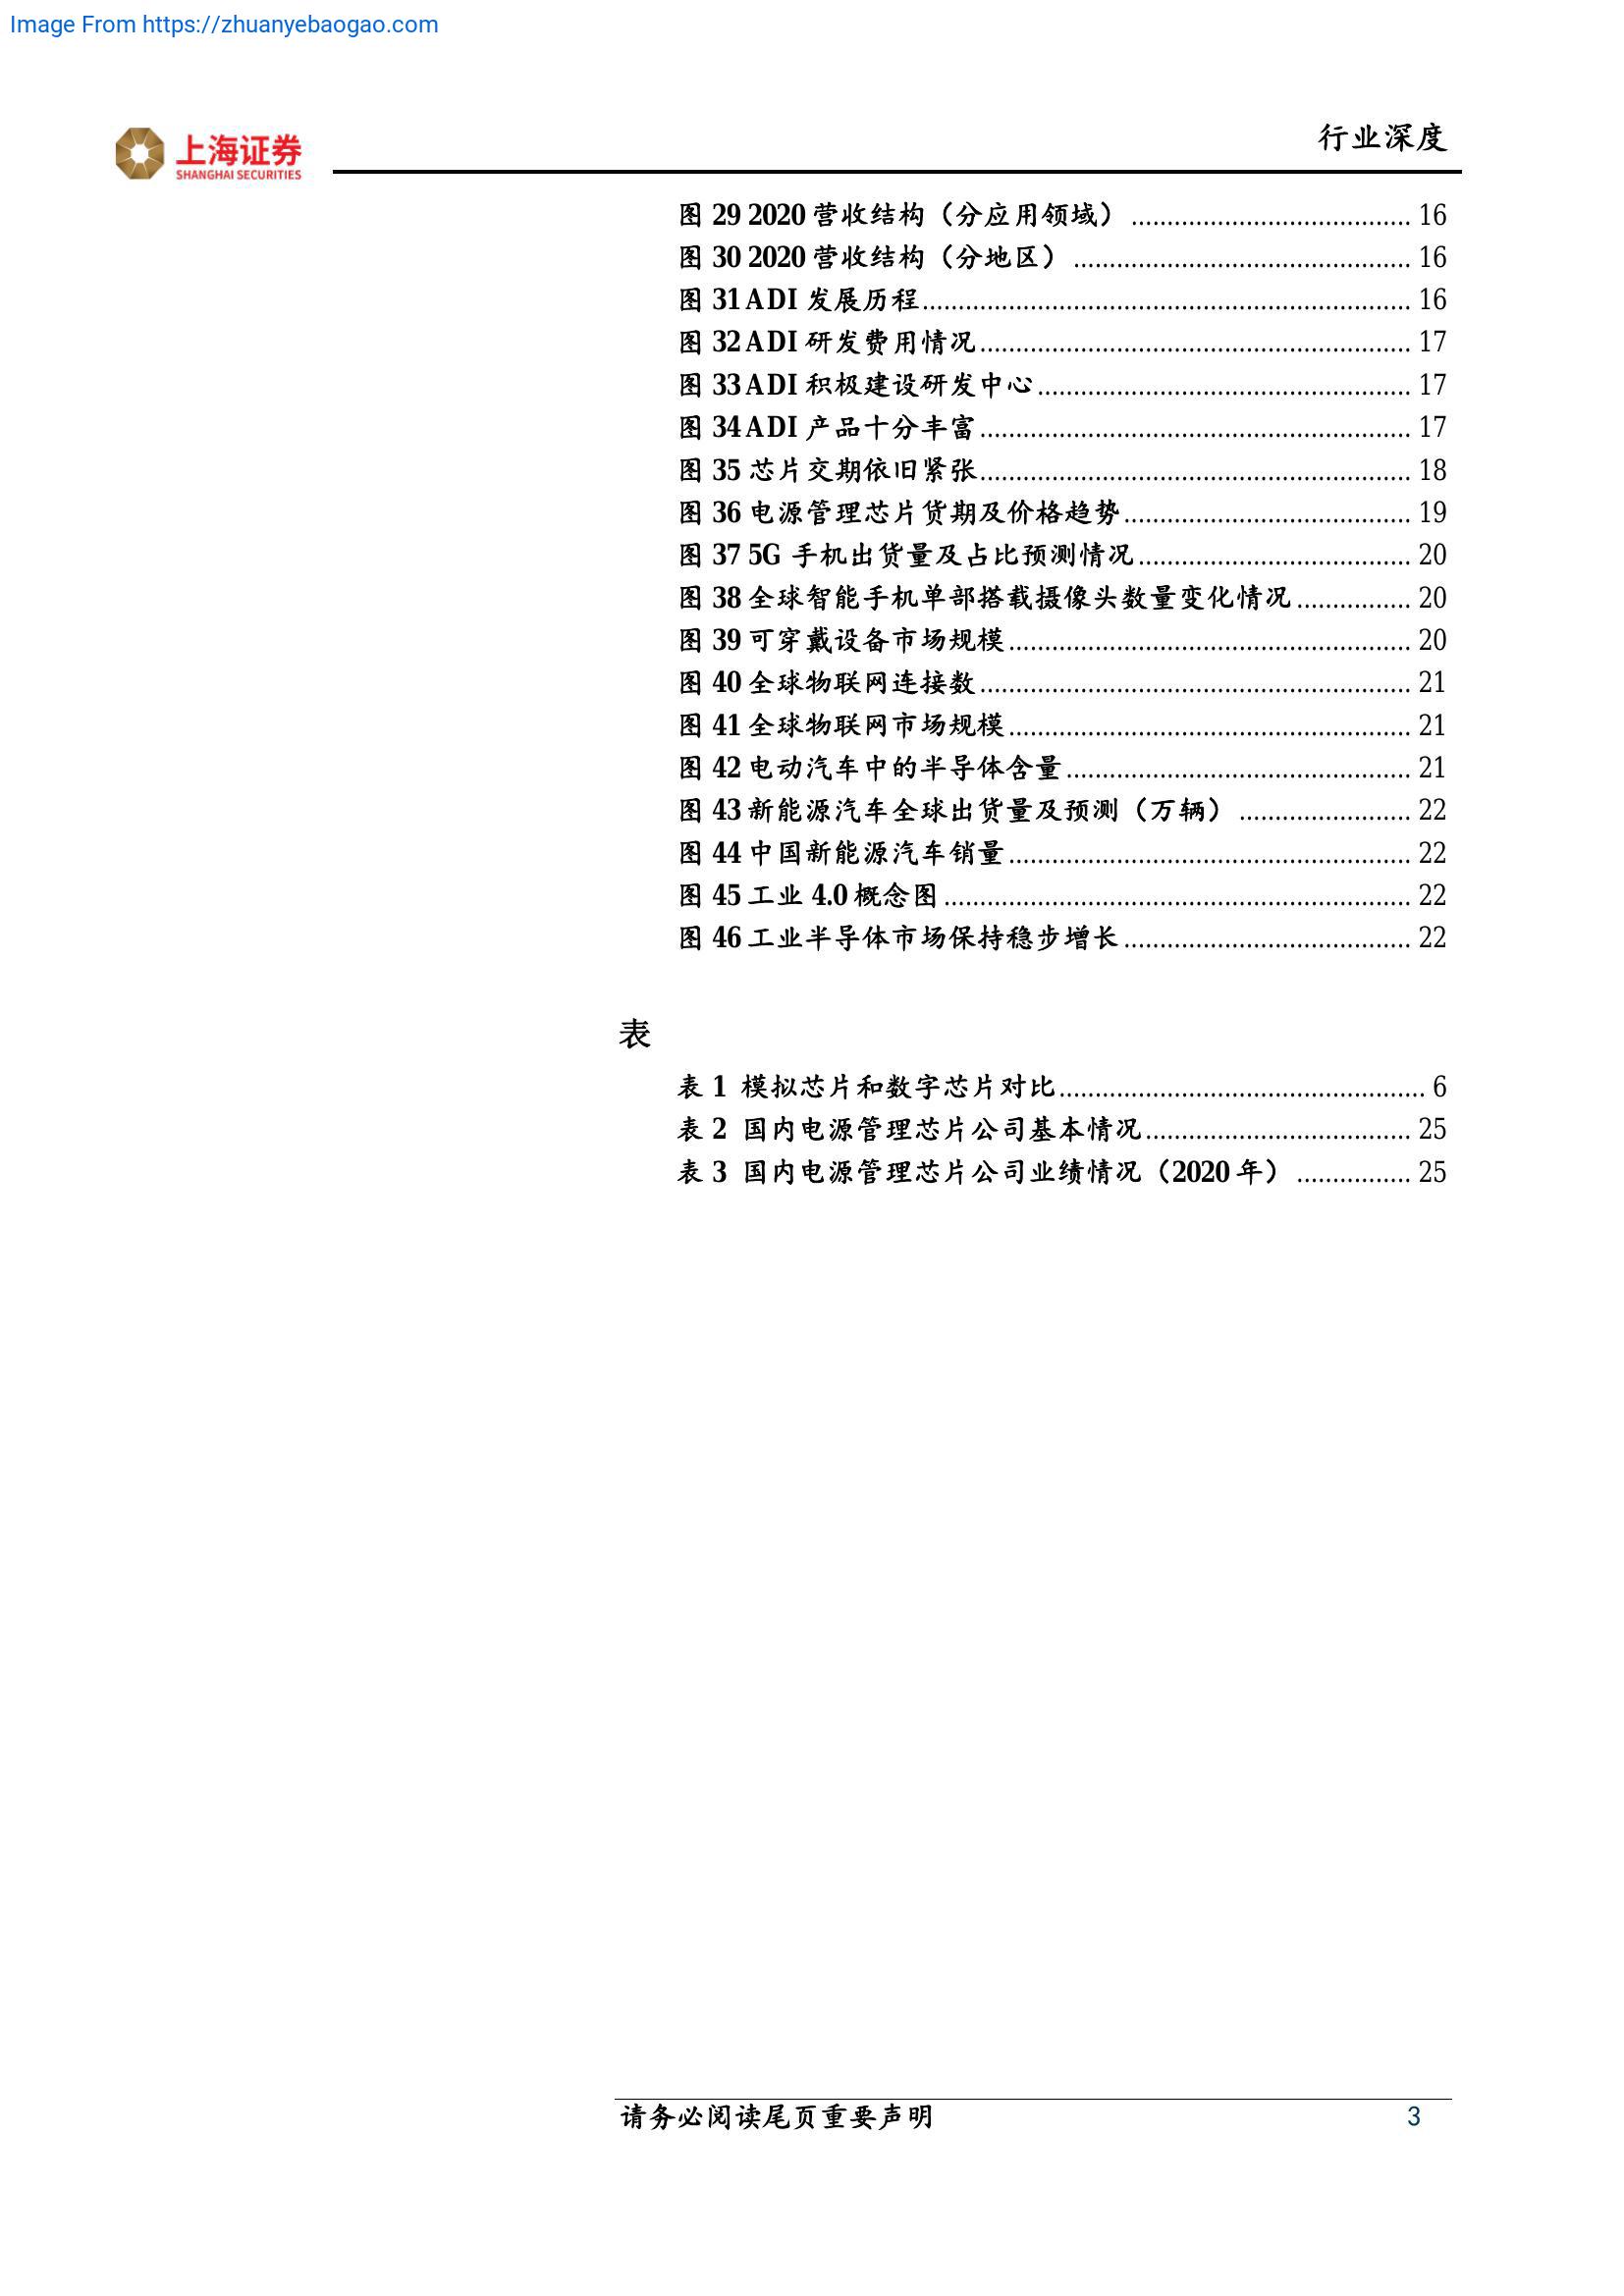 Image From https://zhuanyebaogao.com
上海证券
SHANGHAI SECURITIES
行业深度
图 29 2020 营收结构（分应用领域）....................................... 16
图 30 2020 营收结构（分地区）............................................... 16
图 31 ADI 发展历程.................................................................... 16
图 32 ADI 研发费用情况............................................................ 17
图 33 ADI 积极建设研发中心.................................................... 17
图 34 ADI 产品十分丰富............................................................ 17
图 35 芯片交期依旧紧张............................................................ 18
图 36 电源管理芯片货期及价格趋势........................................ 19
图 37 5G 手机出货量及占比预测情况...................................... 20
图 38 全球智能手机单部搭载摄像头数量变化情况................ 20
图 39 可穿戴设备市场规模........................................................ 20
图 40 全球物联网连接数............................................................ 21
图 41 全球物联网市场规模........................................................ 21
图 42 电动汽车中的半导体含量................................................ 21
图 43 新能源汽车全球出货量及预测（万辆）........................ 22
图 44 中国新能源汽车销量........................................................ 22
图 45 工业 4.0 概念图................................................................. 22
图 46 工业半导体市场保持稳步增长........................................ 22
表
表 1 模拟芯片和数字芯片对比................................................... 6
表 2 国内电源管理芯片公司基本情况..................................... 25
表 3 国内电源管理芯片公司业绩情况（2020 年）................ 25
请务必阅读尾页重要声明 3